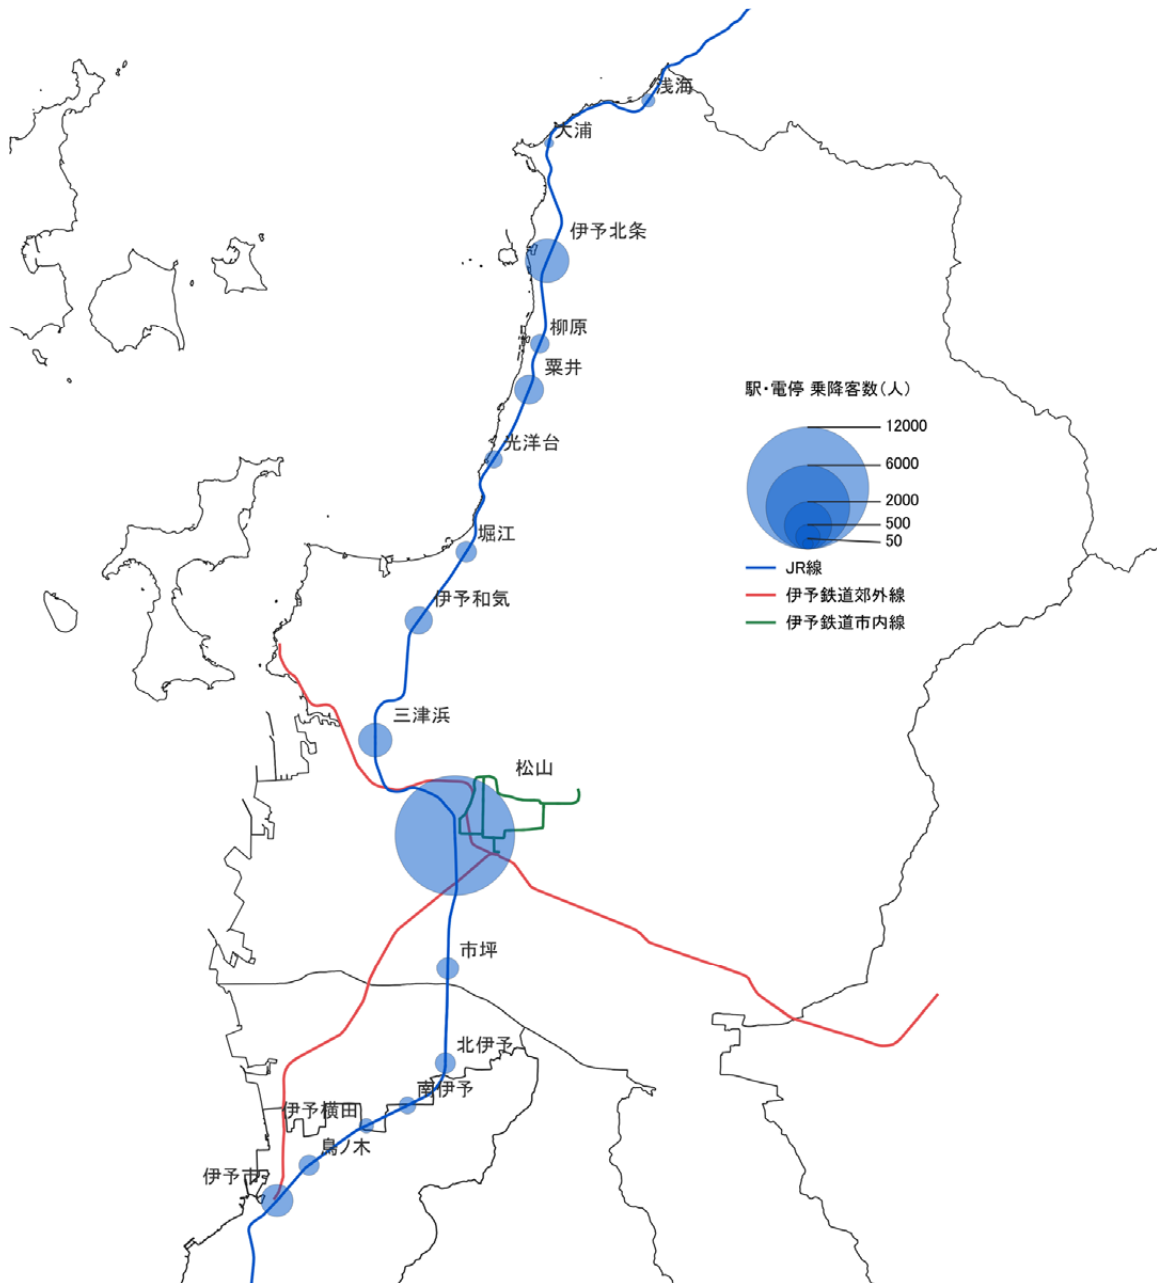 浅海
大浦
伊予北条
柳原
粟井
駅・電停 乗降客数(人)
12000
6000
2000
500
50
JR線
伊予鉄道郊外線
伊予鉄道市内線
光洋台
堀江
伊予和気
三津浜
松山
市坪
北伊予
南伊予
伊予横田
鳥ノ木
伊予市